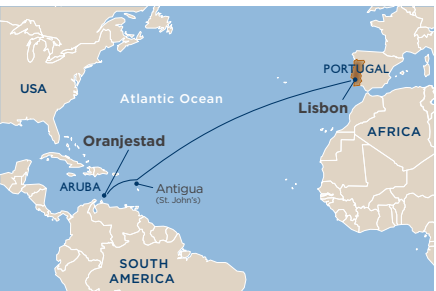 PORTUGAL
USA
Atlantic Ocean
Lisbon
AFRICA
Oranjestad
ARUBA
Antigua
(St. John's)
SOUTH
AMERICA